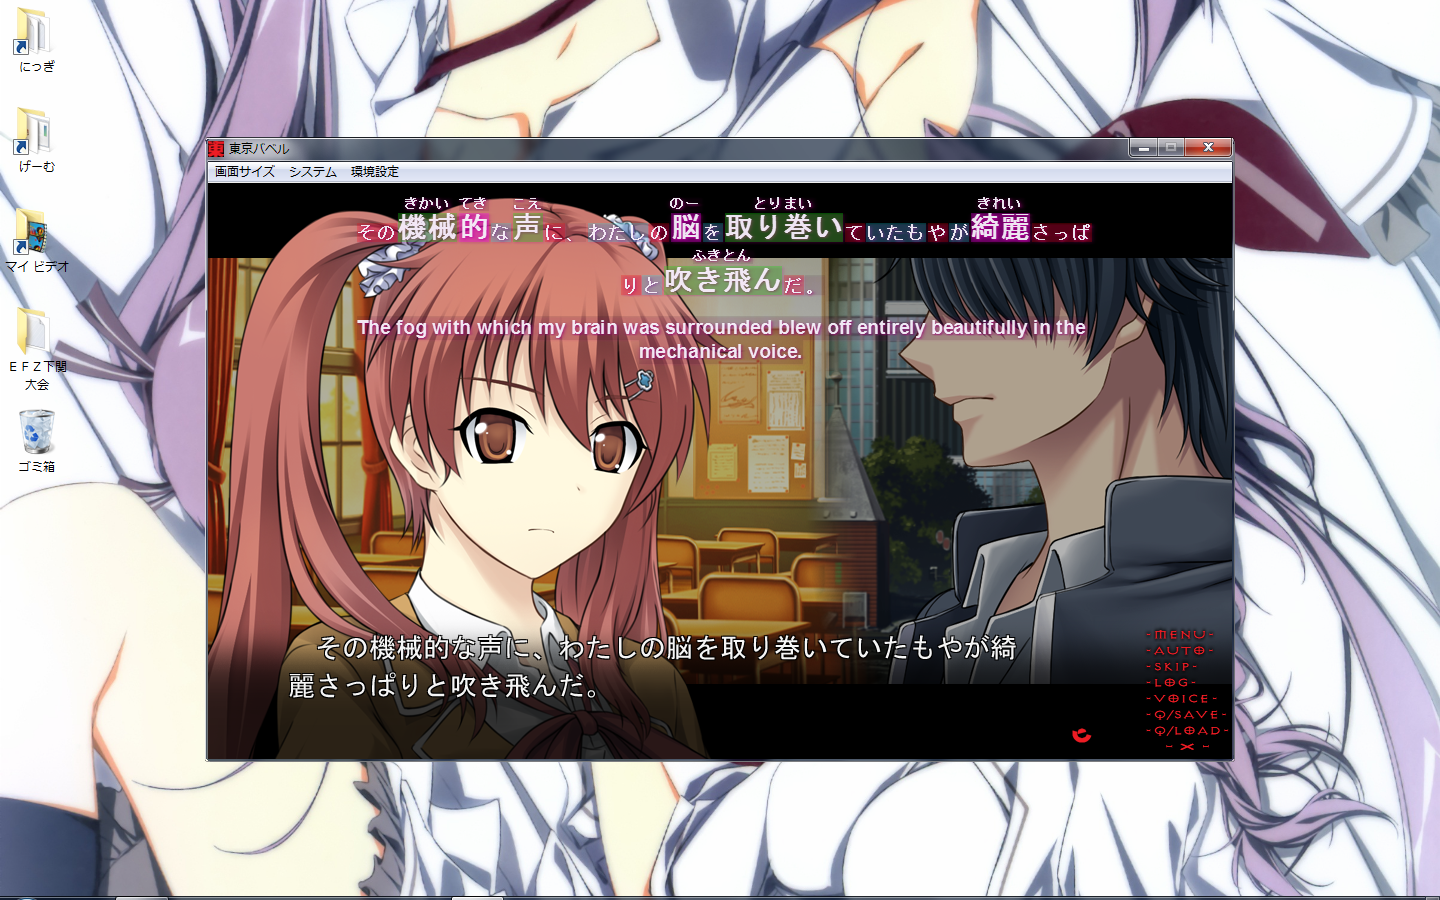 にっぎ
げーむ
マイ ビデオ
ＥＦＺ下関
大会
ゴミ箱
東 東京バベル
画面サイズ システム 環境設定
きかい てき こえ のー とりまい きれい
その機械的な声に、わたしの脳を取り巻いていたもやが綺麗さっぱ
ふきとん
りと吹き飛んだ。
The fog with which my brain was surrounded blew off entirely beautifully in the
mechanical voice.
その機械的な声に、わたしの脳を取り巻いていたもやが綺
麗さっぱりと吹き飛んだ。
-MENU-
-AUTO-
-SKIP-
-LOG-
-VOICE-
-Q/SAVE-
-Q/LOAD-
- X -